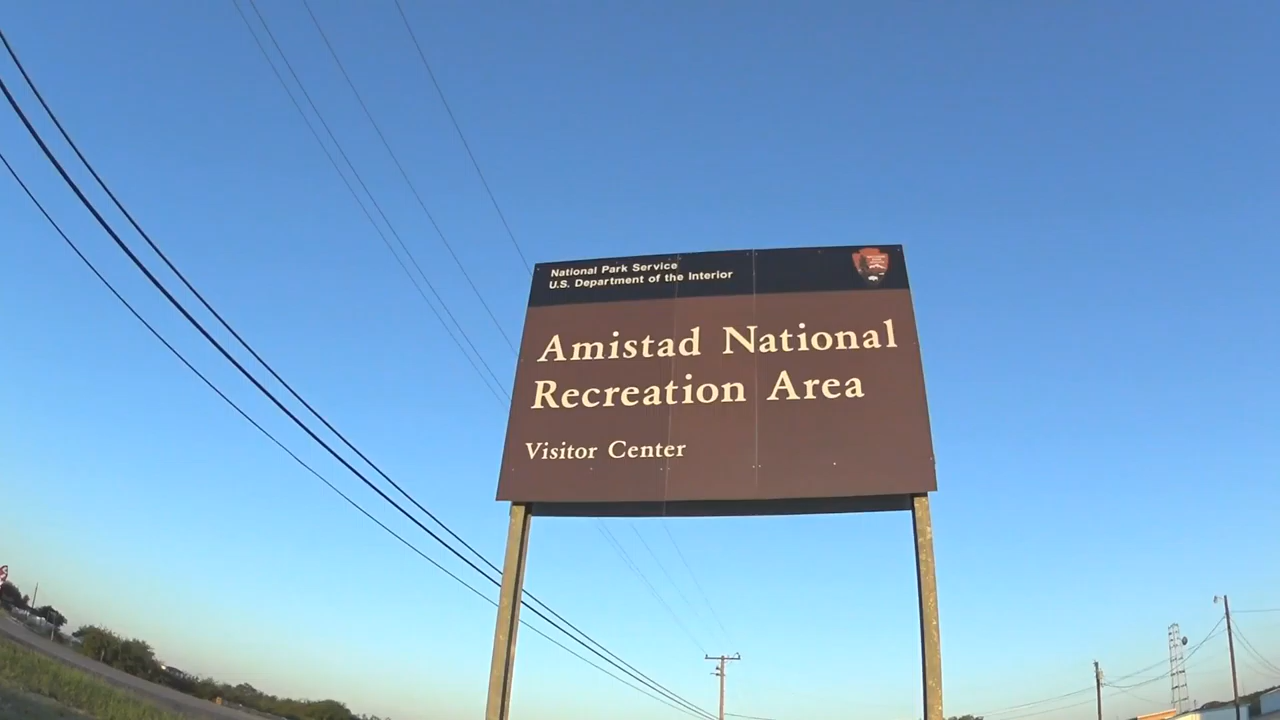 National Park Service
U.S. Department of the Interior
Amistad National
Recreation Area
Visitor Center